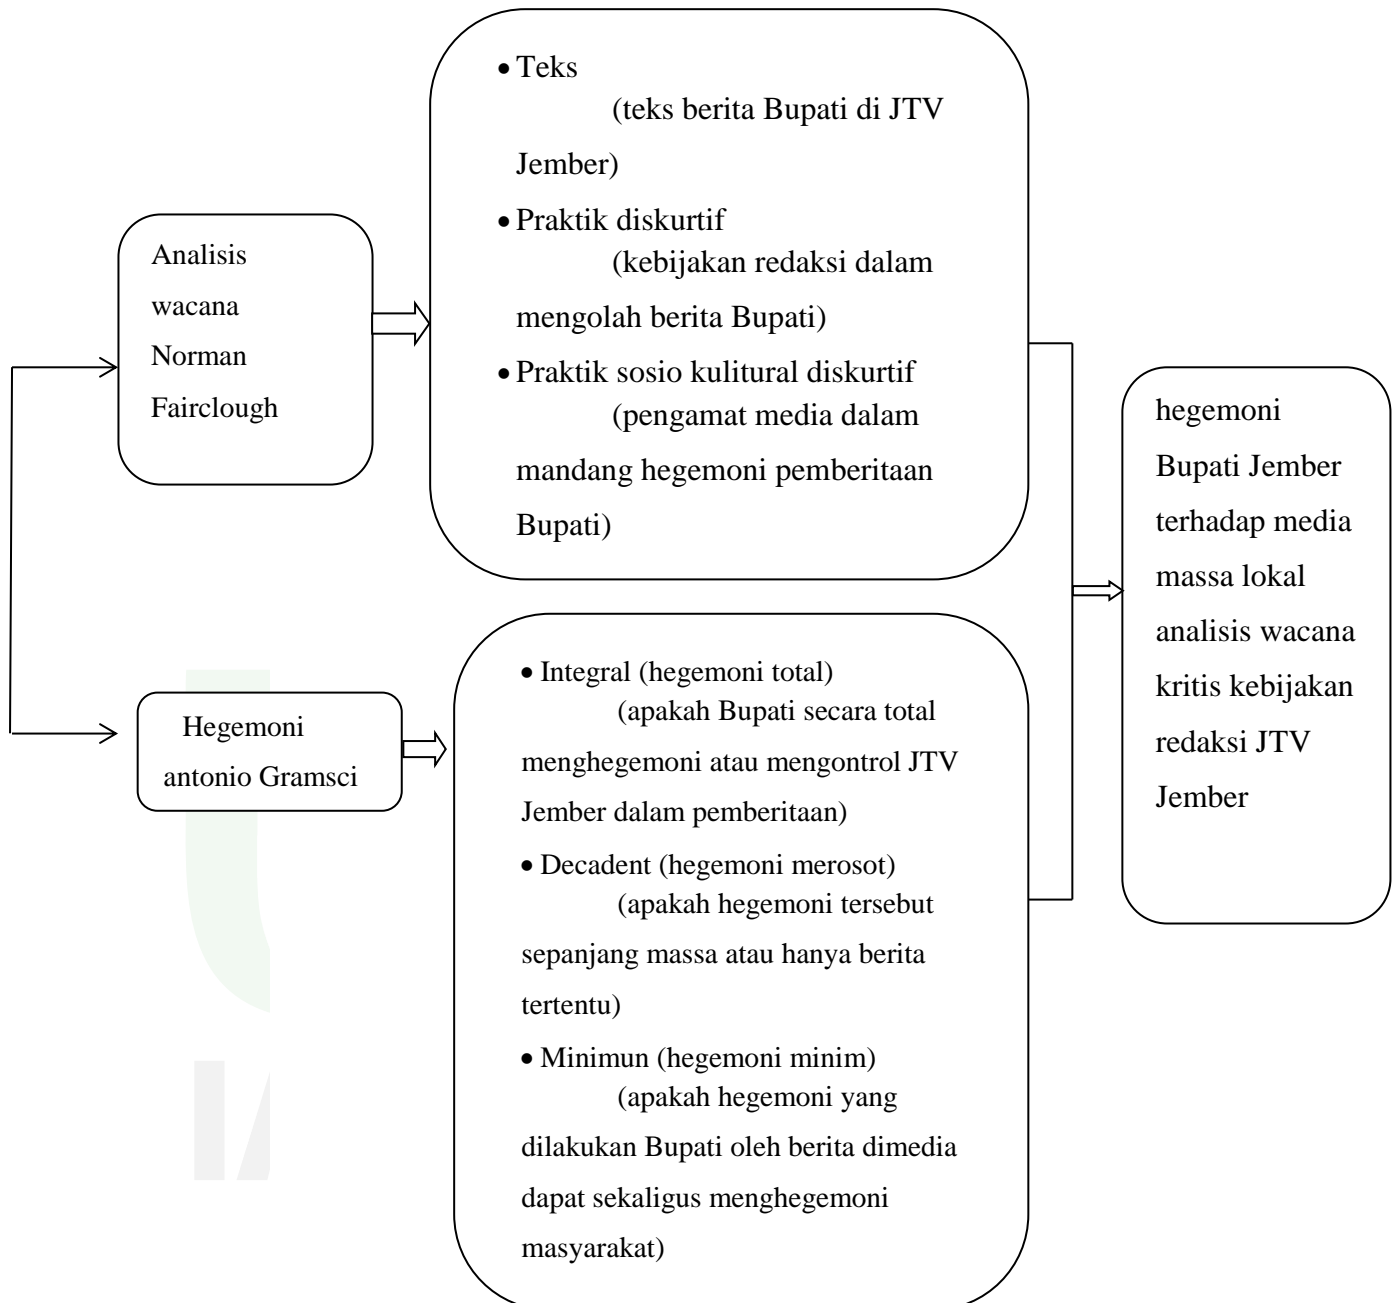 • Teks
(teks berita Bupati di JTV
Jember)
• Praktik diskurtif
(kebijakan redaksi dalam
mengolah berita Bupati)
• Praktik sosio kulitural diskurtif
(pengamat media dalam
mandang hegemoni pemberitaan
Bupati)
Analisis
wacana
Norman
Fairclough
hegemoni
Bupati Jember
terhadap media
massa lokal
analisis wacana
kritis kebijakan
redaksi JTV
Jember
Hegemoni
antonio Gramsci
• Integral (hegemoni total)
(apakah Bupati secara total
menghegemoni atau mengontrol JTV
Jember dalam pemberitaan)
• Decadent (hegemoni merosot)
(apakah hegemoni tersebut
sepanjang massa atau hanya berita
tertentu)
• Minimun (hegemoni minim)
(apakah hegemoni yang
dilakukan Bupati oleh berita dimedia
dapat sekaligus menghegemoni
masyarakat)